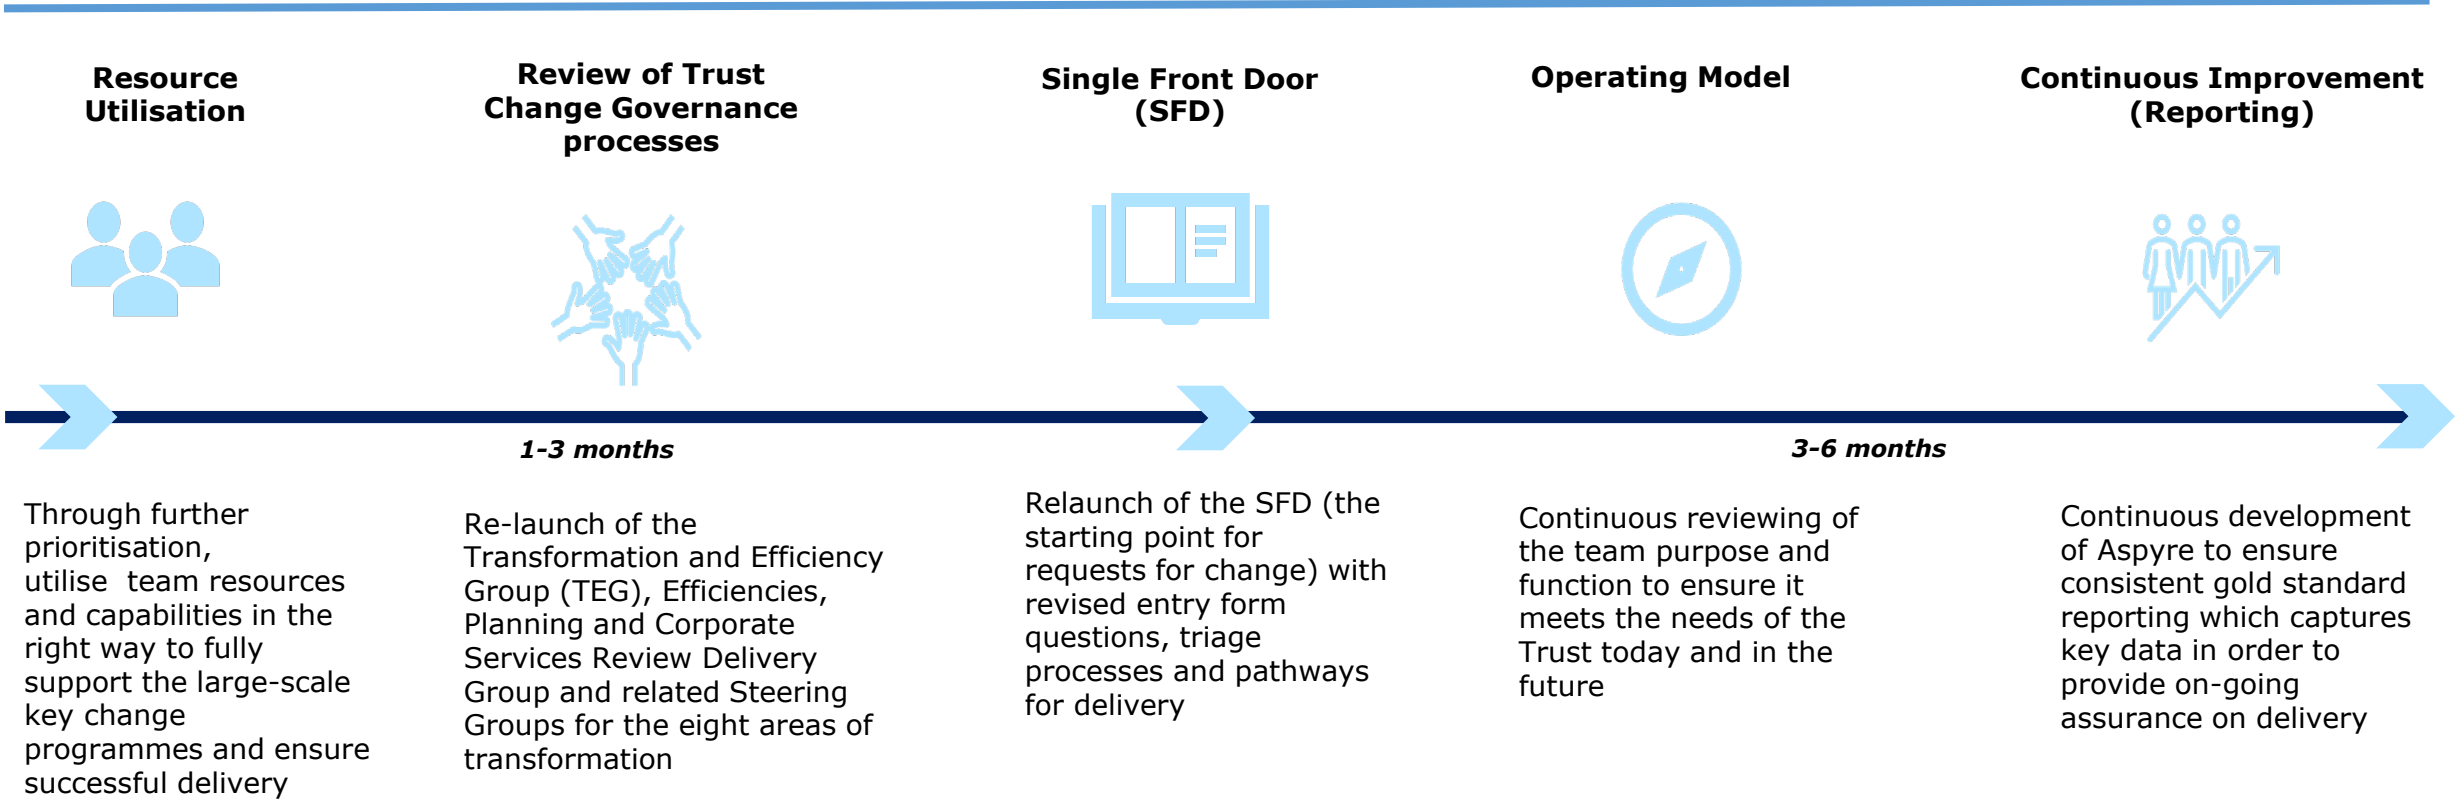 Resource
Utilisation
Review of Trust
Change Governance
processes
Single Front Door
(SFD)
Operating Model
Continuous Improvement
(Reporting)
1-3 months
3-6 months
Through further
prioritisation,
utilise  team resources
and capabilities in the
right way to fully
support the large-scale
key change
programmes and ensure
successful delivery
Re-launch of the
Transformation and Efficiency
Group (TEG), Efficiencies,
Planning and Corporate
Services Review Delivery
Group and related Steering
Groups for the eight areas of
transformation
Relaunch of the SFD (the
starting point for
requests for change) with
revised entry form
questions, triage
processes and pathways
for delivery
Continuous reviewing of
the team purpose and
function to ensure it
meets the needs of the
Trust today and in the
future
Continuous development
of Aspyre to ensure
consistent gold standard
reporting which captures
key data in order to
provide on-going
assurance on delivery